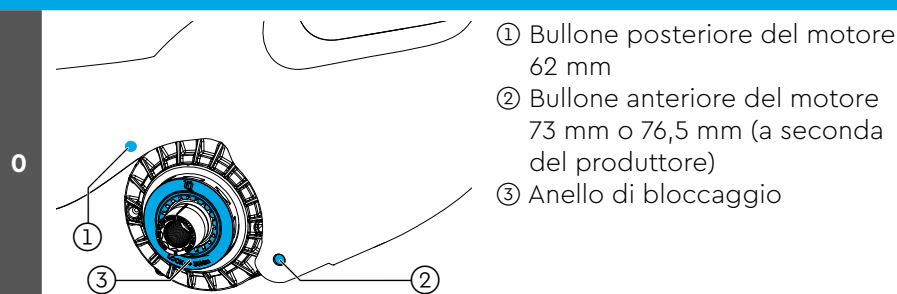 0
① Bullone posteriore del motore
62 mm
② Bullone anteriore del motore
73 mm o 76,5 mm (a seconda
del produttore)
③ Anello di bloccaggio
①
③
②